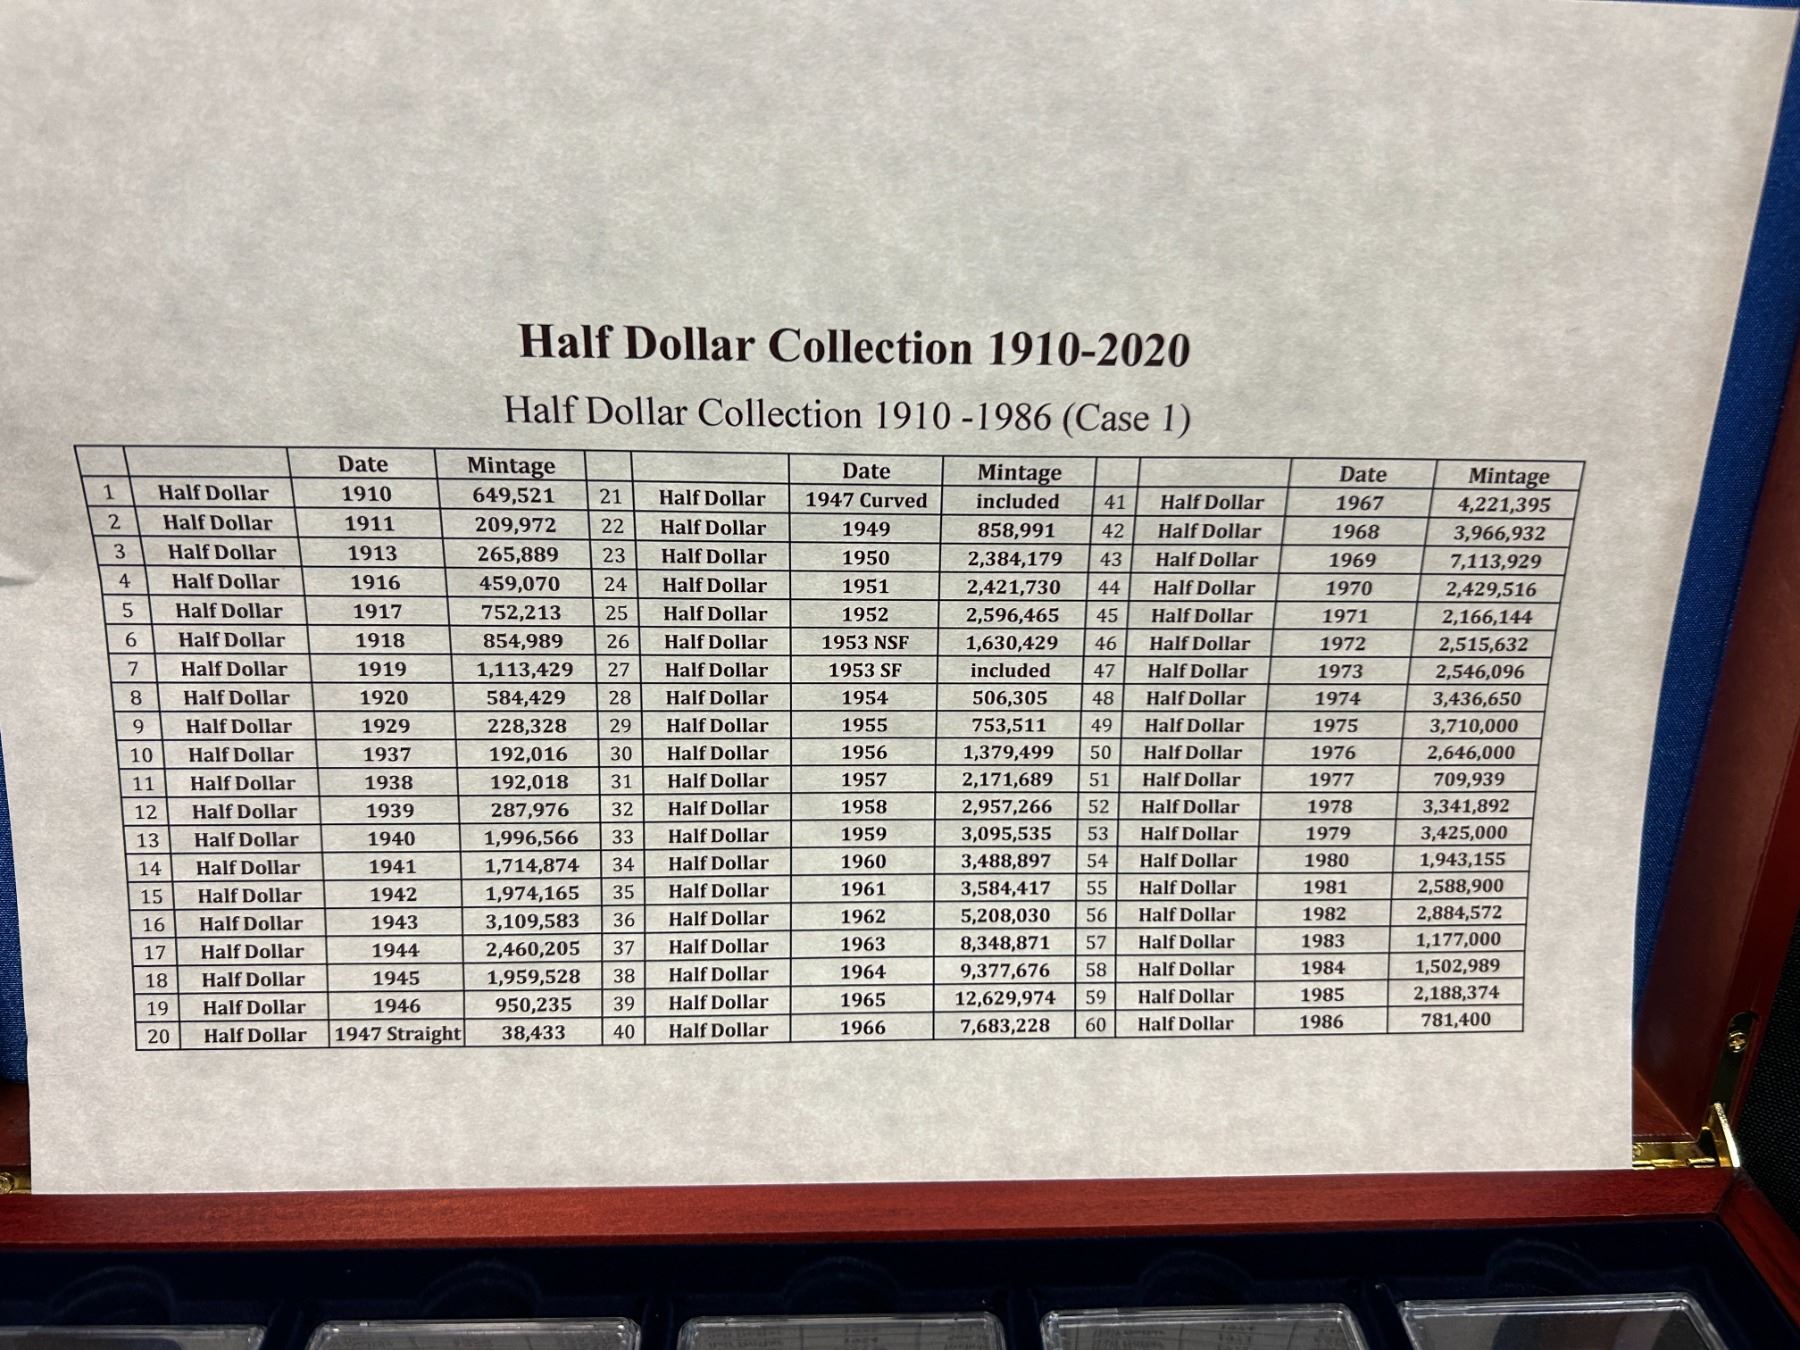 Half Dollar Collection 1910-2020
Half Dollar Collection 1910 -1986 (Case 1)
Date Mintage Date Mintage Date Mintage
1 Half Dollar 1910 649,521 21 Half Dollar 1947 Curved included 41 Half Dollar 1967 4,221,395
2 Half Dollar 1911 209,972 22 Half Dollar 1949 858,991 42 Half Dollar 1968 3,966,932
3 Half Dollar 1913 265,889 23 Half Dollar 1950 2,384,179 43 Half Dollar 1969 7,113,929
4 Half Dollar 1916 459,070 24 Half Dollar 1951 2,421,730 44 Half Dollar 1970 2,429,516
5 Half Dollar 1917 752,213 25 Half Dollar 1952 2,596,465 45 Half Dollar 1971 2,166,144
6 Half Dollar 1918 854,989 26 Half Dollar 1953 NSF 1,630,429 46 Half Dollar 1972 2,515,632
7 Half Dollar 1919 1,113,429 27 Half Dollar 1953 SF included 47 Half Dollar 1973 2,546,096
8 Half Dollar 1920 584,429 28 Half Dollar 1954 506,305 48 Half Dollar 1974 3,436,650
9 Half Dollar 1929 228,328 29 Half Dollar 1955 753,511 49 Half Dollar 1975 3,710,000
10 Half Dollar 1937 192,016 30 Half Dollar 1956 1,379,499 50 Half Dollar 1976 2,646,000
11 Half Dollar 1938 192,018 31 Half Dollar 1957 2,171,689 51 Half Dollar 1977 709,939
12 Half Dollar 1939 287,976 32 Half Dollar 1958 2,957,266 52 Half Dollar 1978 3,341,892
13 Half Dollar 1940 1,996,566 33 Half Dollar 1959 3,095,535 53 Half Dollar 1979 3,425,000
14 Half Dollar 1941 1,714,874 34 Half Dollar 1960 3,488,897 54 Half Dollar 1980 1,943,155
15 Half Dollar 1942 1,974,165 35 Half Dollar 1961 3,584,417 55 Half Dollar 1981 2,588,900
16 Half Dollar 1943 3,109,583 36 Half Dollar 1962 5,208,030 56 Half Dollar 1982 2,884,572
17 Half Dollar 1944 2,460,205 37 Half Dollar 1963 8,348,871 57 Half Dollar 1983 1,177,000
18 Half Dollar 1945 1,959,528 38 Half Dollar 1964 9,377,676 58 Half Dollar 1984 1,502,989
19 Half Dollar 1946 950,235 39 Half Dollar 1965 12,629,974 59 Half Dollar 1985 2,188,374
20 Half Dollar 1947 Straight 38,433 40 Half Dollar 1966 7,683,228 60 Half Dollar 1986 781,400